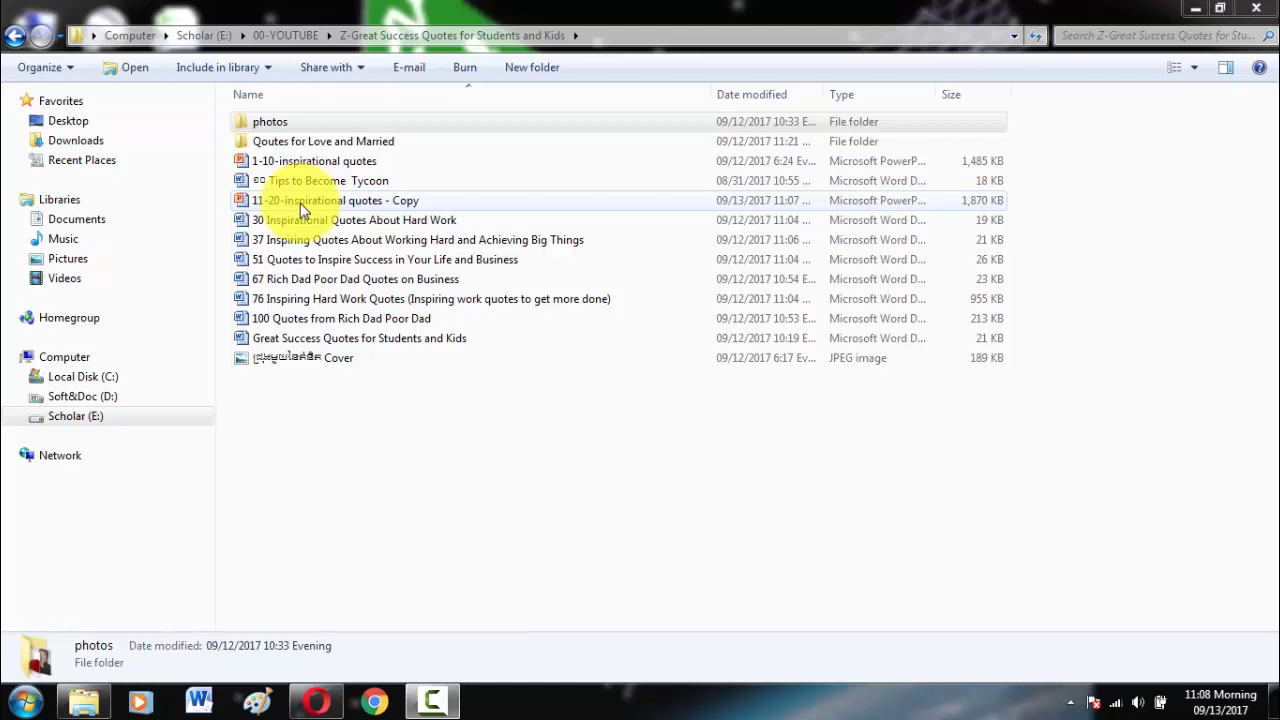 Computer Scholar (E:) 00-YOUTUBE Z-Great Success Quotes for Students and Kids Search Z-Great Success Quotes for Stu...
Organize Open Include in library Share with E-mail Burn New folder
Name Date modified Type Size
Favorites
Desktop
Downloads
Recent Places
Libraries
Documents
Music
Pictures
Videos
Homegroup
Computer
Local Disk (C:)
Soft&Doc (D:)
Scholar (E:)
Network
photos 09/12/2017 10:33 E... File folder
Qoutes for Love and Married 09/12/2017 11:21 ... File folder
1-10-inspirational quotes 09/12/2017 6:24 Ev... Microsoft PowerP... 1,485 KB
Tips to Become Tycoon 08/31/2017 10:55 ... Microsoft Word D... 18 KB
11-20-inspirational quotes - Copy 09/13/2017 11:07 ... Microsoft PowerP... 1,870 KB
30 Inspirational Quotes About Hard Work 09/12/2017 11:04 ... Microsoft Word D... 19 KB
37 Inspiring Quotes About Working Hard and Achieving Big Things 09/12/2017 11:06 ... Microsoft Word D... 21 KB
51 Quotes to Inspire Success in Your Life and Business 09/12/2017 11:04 ... Microsoft Word D... 26 KB
67 Rich Dad Poor Dad Quotes on Business 09/12/2017 10:54 E... Microsoft Word D... 23 KB
76 Inspiring Hard Work Quotes (Inspiring work quotes to get more done) 09/12/2017 11:04 ... Microsoft Word D... 955 KB
100 Quotes from Rich Dad Poor Dad 09/12/2017 10:53 E... Microsoft Word D... 213 KB
Great Success Quotes for Students and Kids 09/12/2017 10:19 E... Microsoft Word D... 21 KB
Cover 09/12/2017 6:17 Ev... JPEG image 189 KB
photos Date modified: 09/12/2017 10:33 Evening
File folder
11:08 Morning
09/13/2017